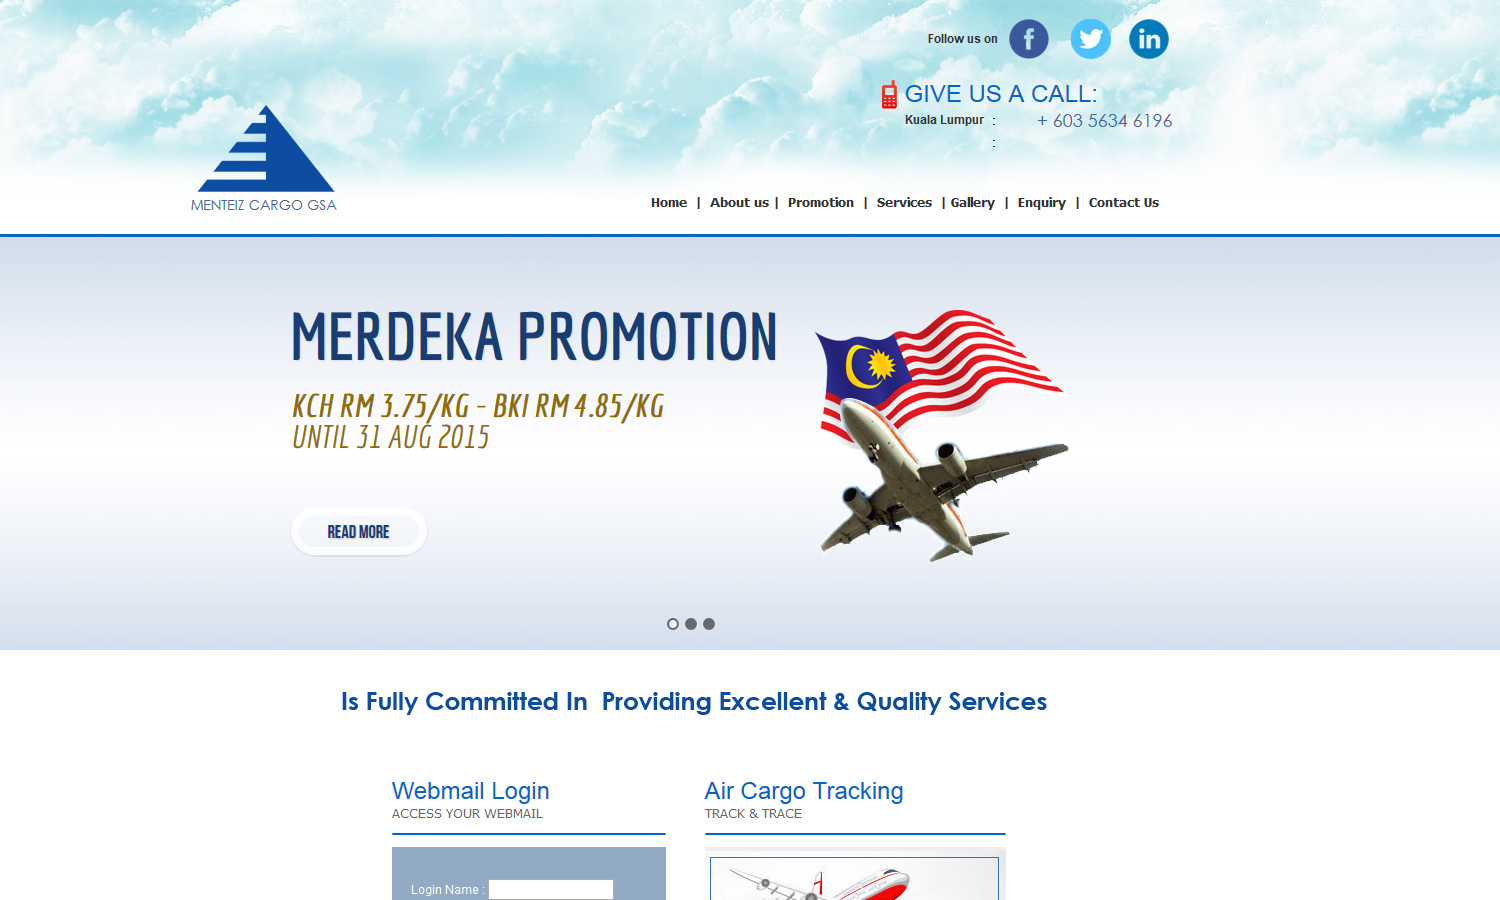 Follow us on
GIVE US A CALL:
Kuala Lumpur : + 603 5634 6196
:
MENTEIZ CARGO GSA
Home | About us | Promotion | Services | Gallery | Enquiry | Contact Us
MERDEKA PROMOTION
KCH RM 3.75/KG - BKI RM 4.85/KG
UNTIL 31 AUG 2015
READ MORE
Is Fully Committed In Providing Excellent & Quality Services
Webmail Login
ACCESS YOUR WEBMAIL
Login Name :
Air Cargo Tracking
TRACK & TRACE